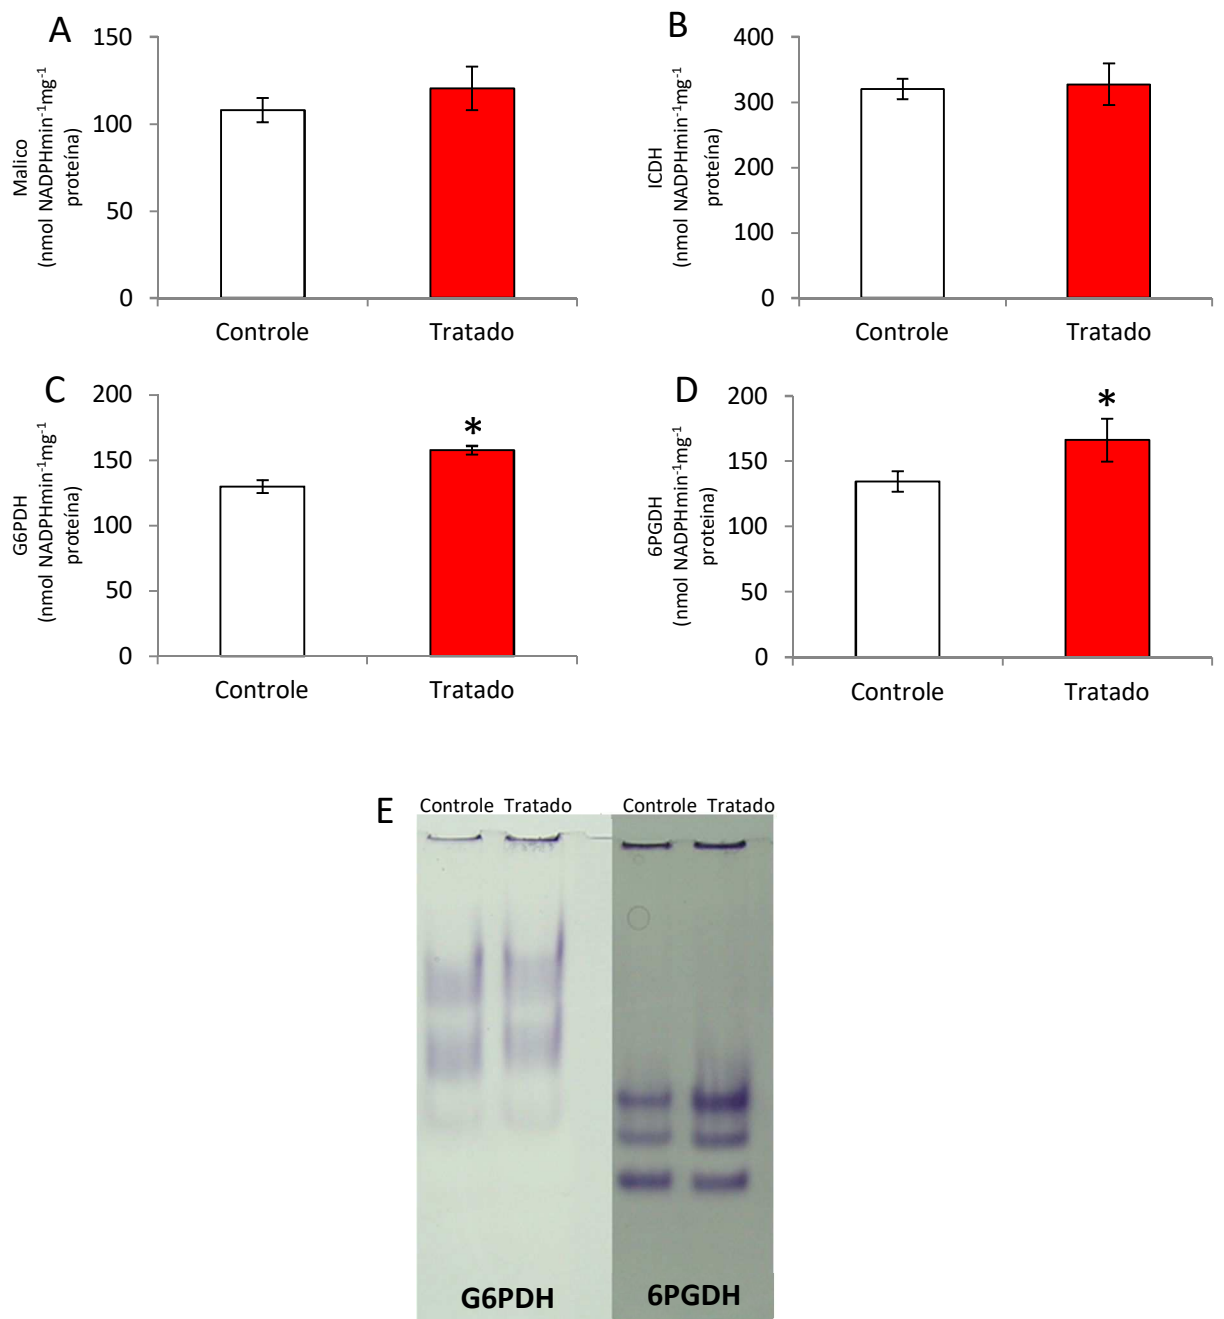 A
Malico
(nmol NADPHmin⁻¹mg⁻¹
proteína)
150
100
50
0
Controle Tratado
B
ICDH
(nmol NADPHmin⁻¹mg⁻¹
proteína)
400
300
200
100
0
Controle Tratado
C
G6PDH
(nmol NADPHmin⁻¹mg⁻¹
proteína)
200
150
100
50
0
*
Controle Tratado
D
6PGDH
(nmol NADPHmin⁻¹mg⁻¹
proteina)
200
150
100
50
0
*
Controle Tratado
E
Controle Tratado Controle Tratado
G6PDH 6PGDH